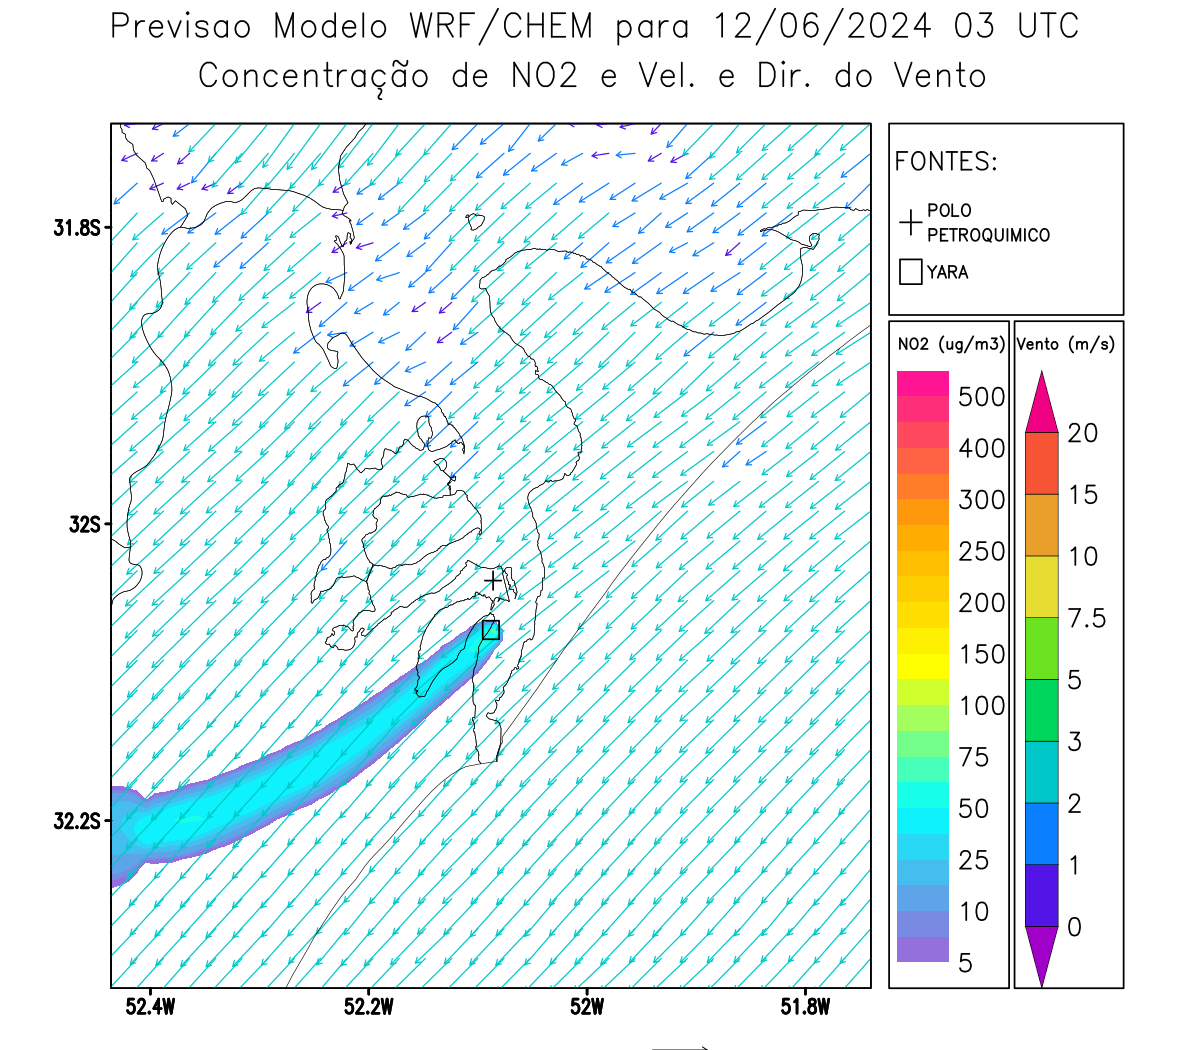 Previsao Modelo WRF/CHEM para 12/06/2024 03 UTC
Concentração de NO2 e Vel. e Dir. do Vento
FONTES:
POLO
PETROQUIMICO
YARA
NO2 (ug/m3)
500
400
300
250
200
150
100
75
50
25
10
5
Vento (m/s)
20
15
10
7.5
5
3
2
1
0
31.8S
32S
32.2S
52.4W
52.2W
52W
51.8W